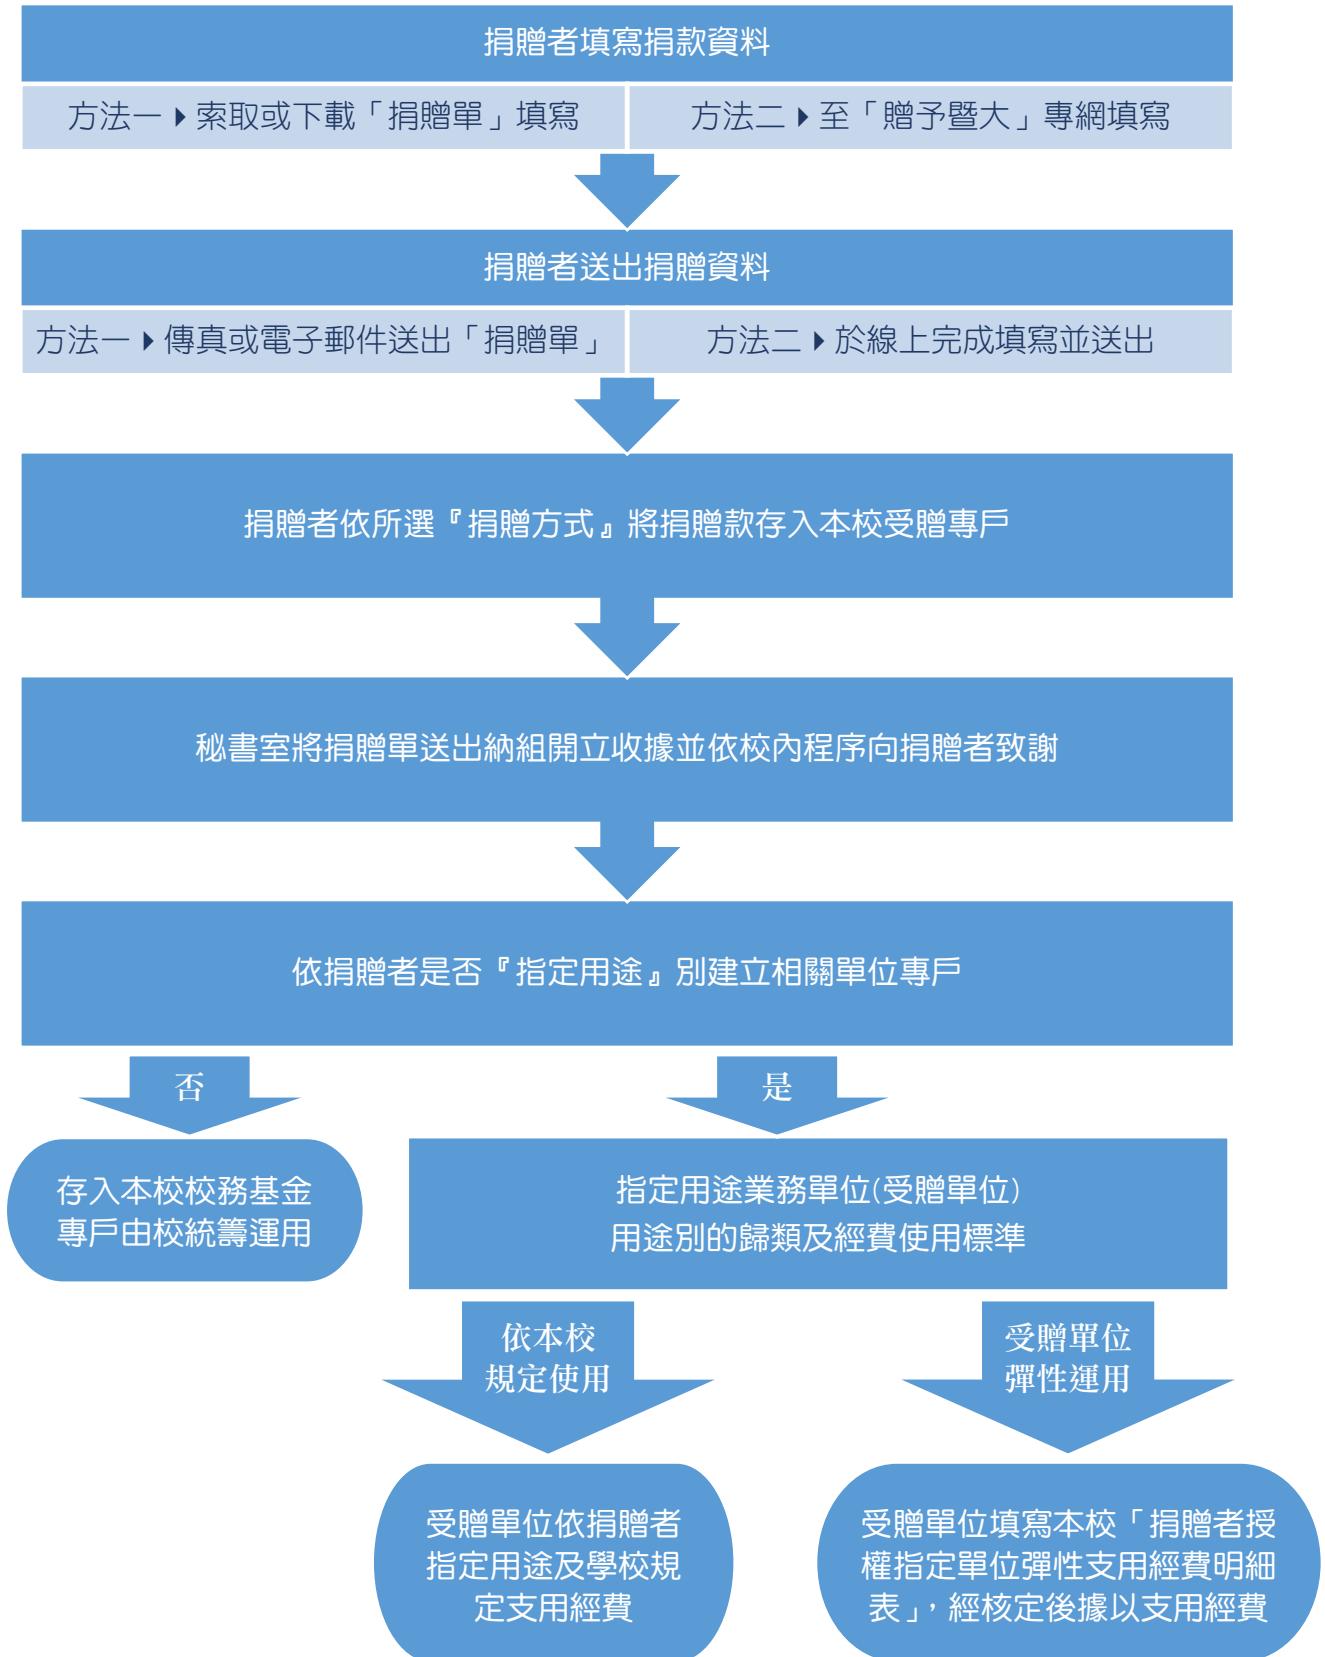 捐贈者填寫捐款資料
方法一▶索取或下載「捐贈單」填寫
方法二▶至「贈予暨大」專網填寫
捐贈者送出捐贈資料
方法一▶傳真或電子郵件送出「捐贈單」
方法二▶於線上完成填寫並送出
捐贈者依所選『捐贈方式』將捐贈款存入本校受贈專戶
秘書室將捐贈單送出納組開立收據並依校內程序向捐贈者致謝
依捐贈者是否『指定用途』別建立相關單位專戶
否
是
存入本校校務基金
專戶由校統籌運用
指定用途業務單位(受贈單位)
用途別的歸類及經費使用標準
依本校
規定使用
受贈單位
彈性運用
受贈單位依捐贈者
指定用途及學校規
定支用經費
受贈單位填寫本校「捐贈者授
權指定單位彈性支用經費明細
表」，經核定後據以支用經費